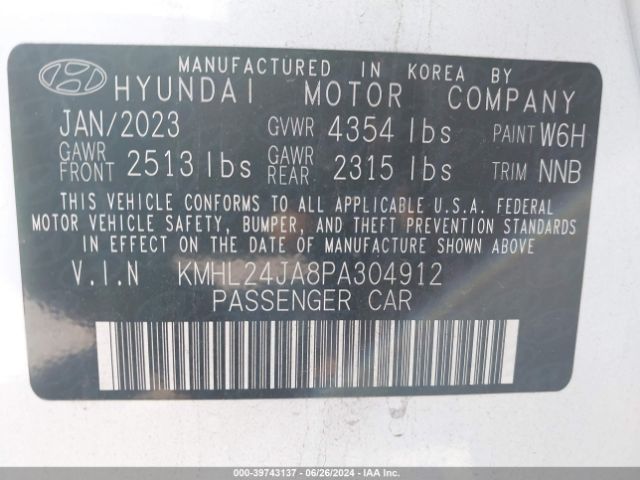 MANUFACTURED IN KOREA BY
HYUNDAI MOTOR COMPANY
JAN/2023 GVWR 4354 lbs PAINT W6H
GAWR FRONT 2513 lbs GAWR REAR 2315 lbs TRIM NNB
THIS VEHICLE CONFORMS TO ALL APPLICABLE U.S.A. FEDERAL
MOTOR VEHICLE SAFETY, BUMPER, AND THEFT PREVENTION STANDARDS
IN EFFECT ON THE DATE OF MANUFACTURE SHOWN ABOVE
V.I.N KMHL24JA8PA304912
PASSENGER CAR
000-39743137 - 06/26/2024 - IAA Inc.